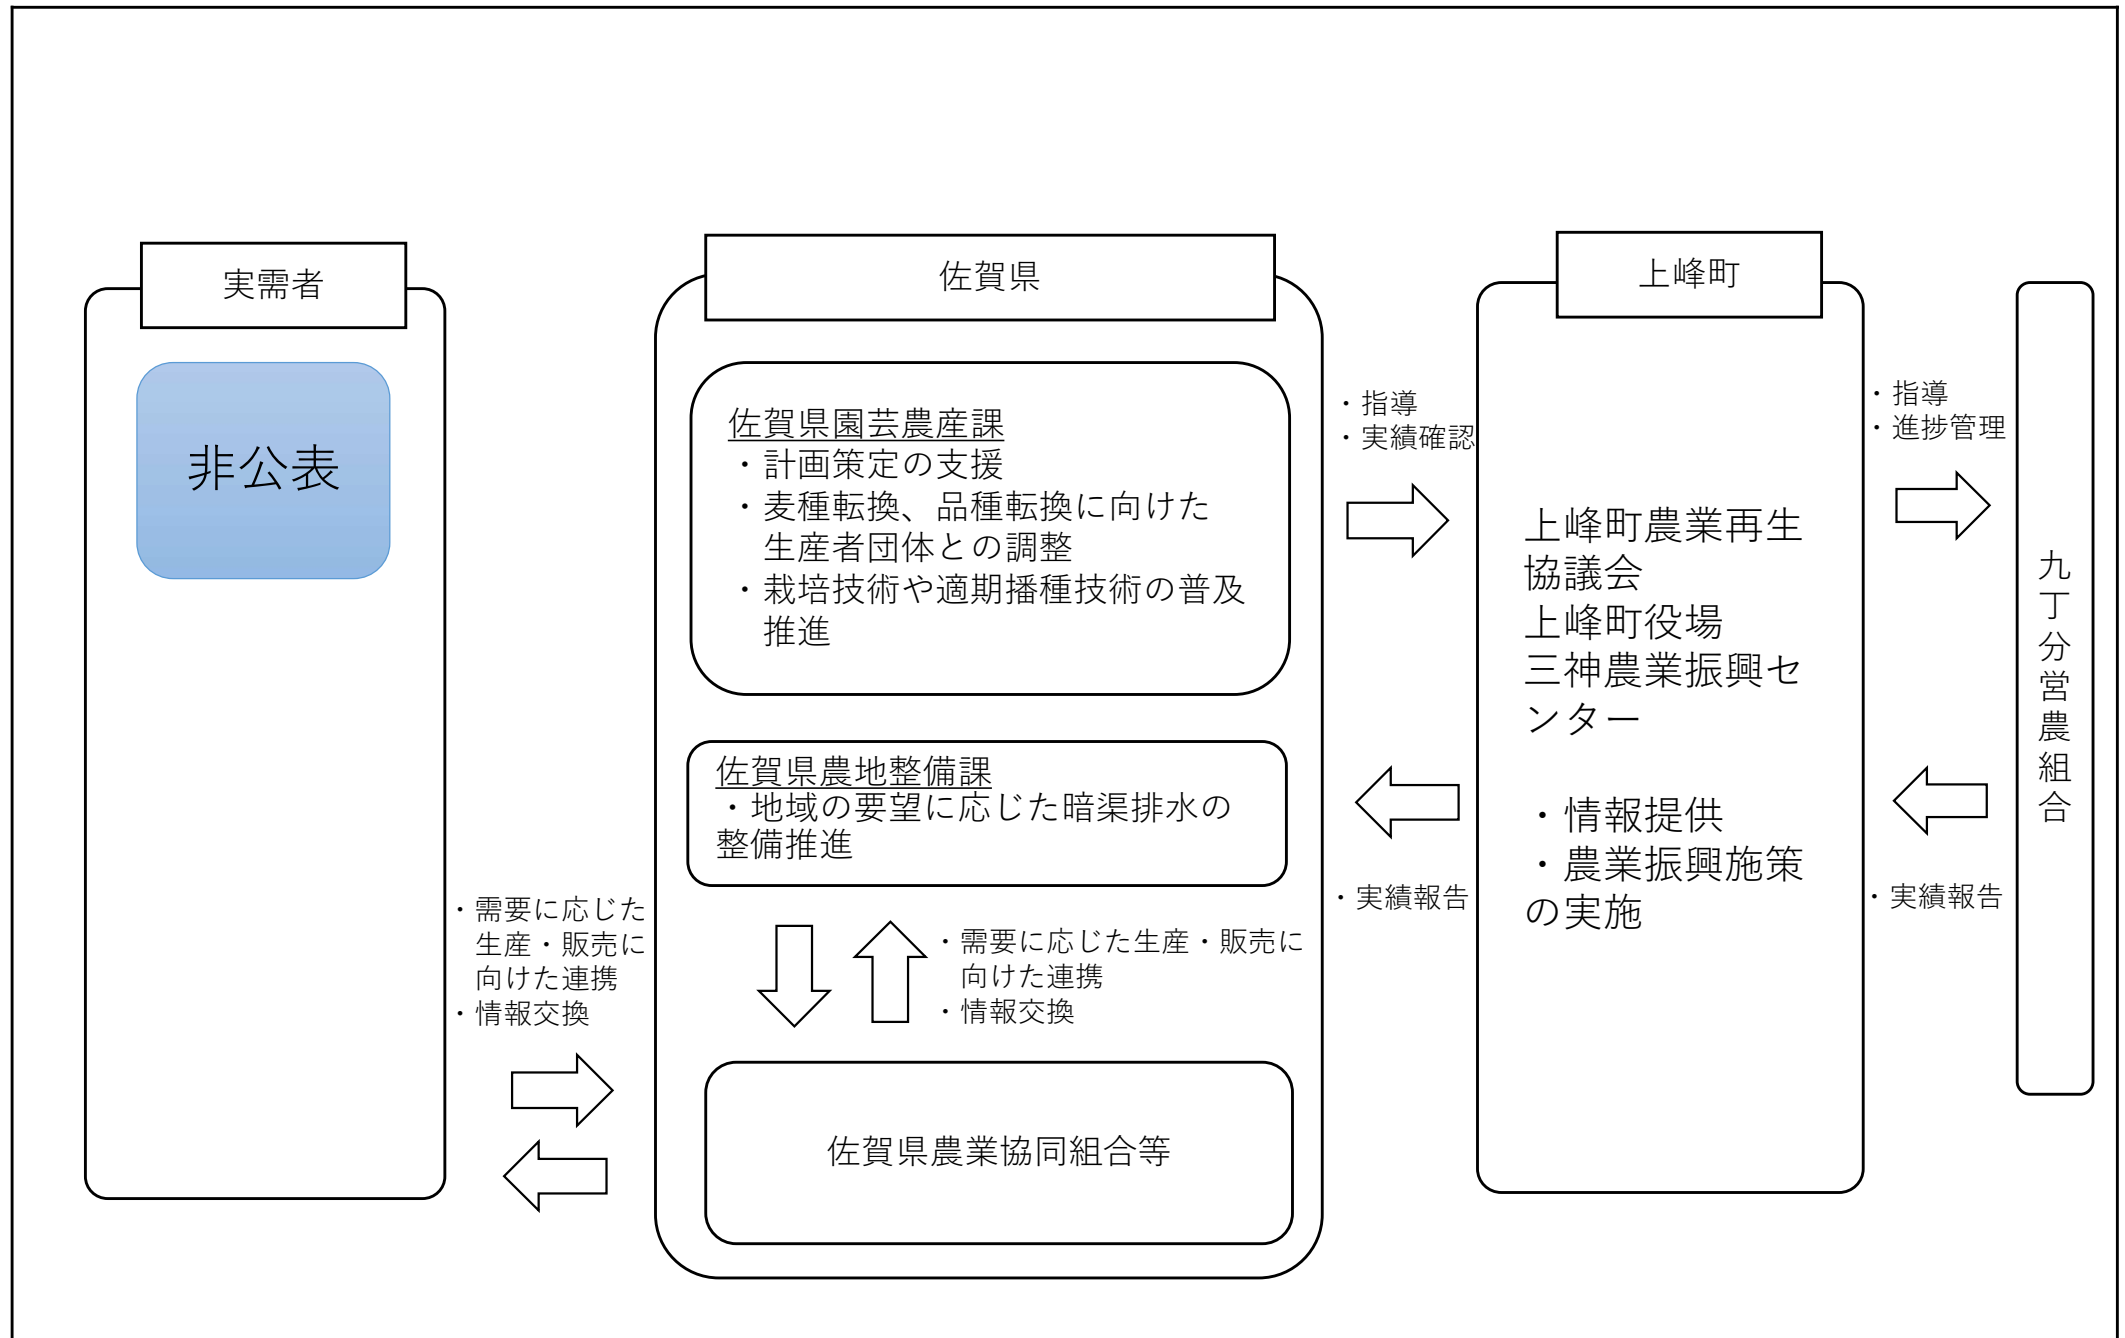 実需者
非公表
・需要に応じた
生産・販売に
向けた連携
・情報交換
佐賀県
佐賀県園芸農産課
・計画策定の支援
・麦種転換、品種転換に向けた
生産者団体との調整
・栽培技術や適期播種技術の普及
推進
佐賀県農地整備課
・地域の要望に応じた暗渠排水の
整備推進
・需要に応じた生産・販売に
向けた連携
・情報交換
佐賀県農業協同組合等
・指導
・実績確認
・実績報告
上峰町
上峰町農業再生
協議会
上峰町役場
三神農業振興セ
ンター
・情報提供
・農業振興施策
の実施
・指導
・進捗管理
・実績報告
九丁分営農組合